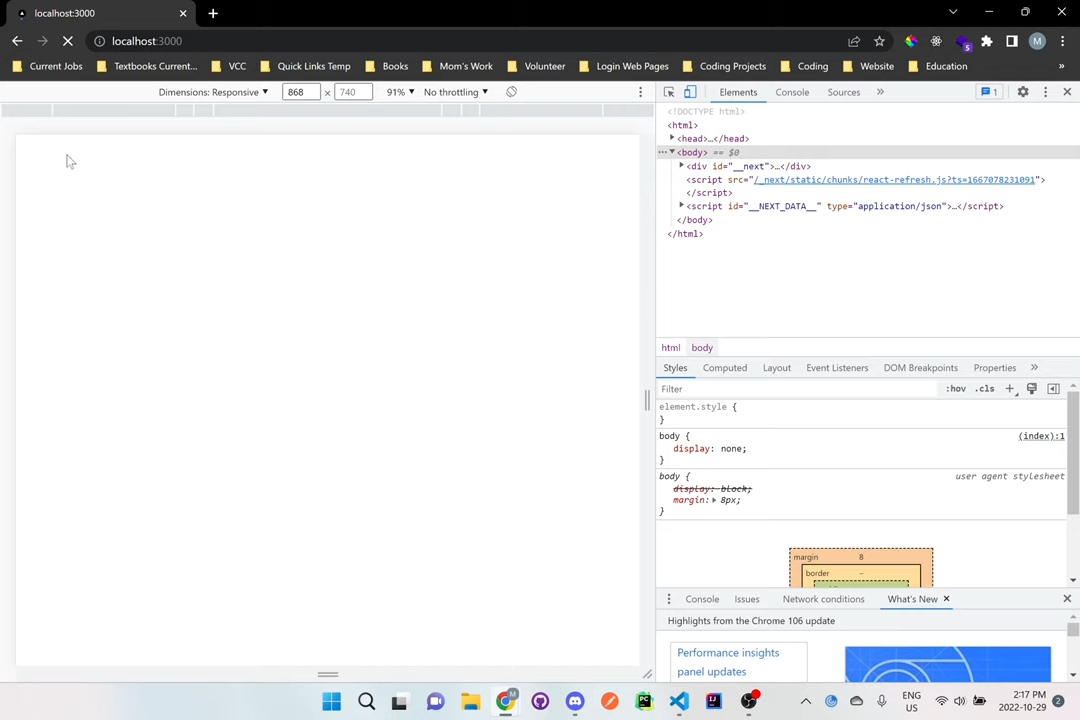 localhost:3000
localhost:3000
M
5
Current Jobs Textbooks Current... VCC Quick Links Temp Books Mom's Work Volunteer Login Web Pages Coding Projects Coding Website Education »
Dimensions: Responsive 868 × 740 91% No throttling
Elements Console Sources » 1
<!DOCTYPE html>
<html>
<head>…</head>
<body> == $0
<div id="__next">…</div>
<script src="/_next/static/chunks/react-refresh.js?ts=1667078231091">
</script>
<script id="__NEXT_DATA__" type="application/json">…</script>
</body>
</html>
html body
Styles Computed Layout Event Listeners DOM Breakpoints Properties »
Filter :hov .cls
element.style {
}
body { (index):1
display: none;
}
body { user agent stylesheet
display: block;
margin: 8px;
}
margin 8
border –
Console Issues Network conditions What's New
Highlights from the Chrome 106 update
Performance insights
panel updates
M
PC
IJ
ENG
US
2:17 PM
2022-10-29
2